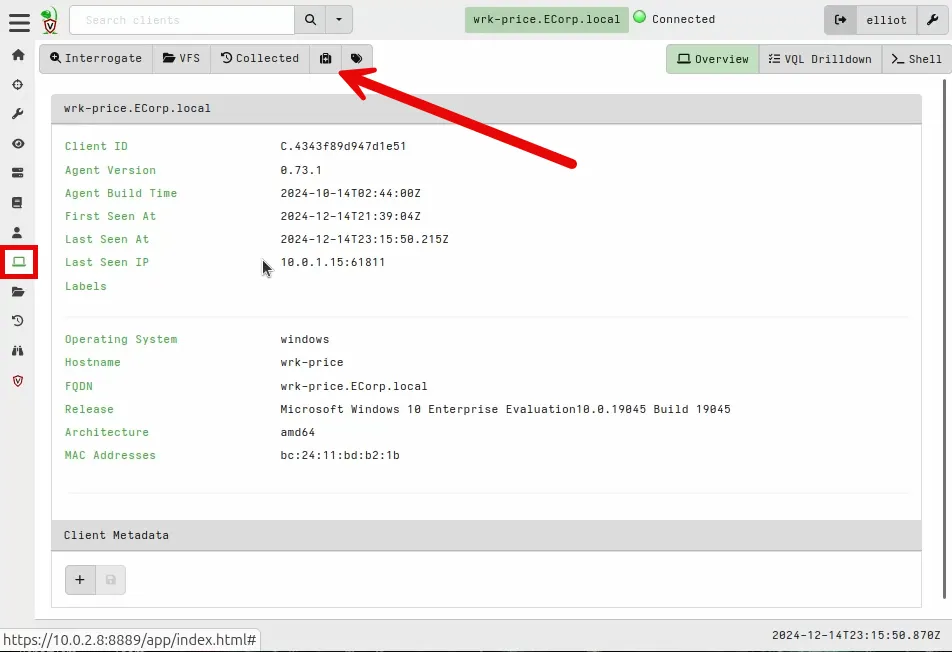 Search clients
wrk-price.ECorp.local Connected
elliot
Interrogate VFS Collected
Overview VQL Drilldown >_ Shell
wrk-price.ECorp.local
Client ID C.4343f89d947d1e51
Agent Version 0.73.1
Agent Build Time 2024-10-14T02:44:00Z
First Seen At 2024-12-14T21:39:04Z
Last Seen At 2024-12-14T23:15:50.215Z
Last Seen IP 10.0.1.15:61811
Labels
Operating System windows
Hostname wrk-price
FQDN wrk-price.ECorp.local
Release Microsoft Windows 10 Enterprise Evaluation10.0.19045 Build 19045
Architecture amd64
MAC Addresses bc:24:11:bd:b2:1b
Client Metadata
+
https://10.0.2.8:8889/app/index.html#
2024-12-14T23:15:50.870Z